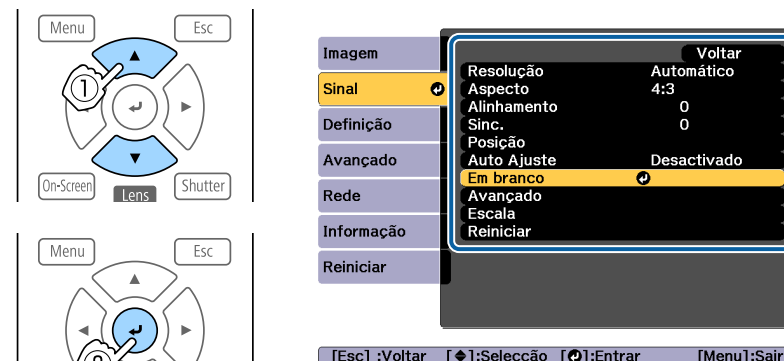 Menu
Esc
1
On-Screen
Lens
Shutter
Menu
Esc
Imagem
Sinal
Definição
Avançado
Rede
Informação
Reiniciar
Voltar
Resolução Automático
Aspecto 4:3
Alinhamento 0
Sinc. 0
Posição
Auto Ajuste Desactivado
Em branco
Avançado
Escala
Reiniciar
[Esc] :Voltar [◆]:Selecção [↵]:Entrar [Menu]:Sair